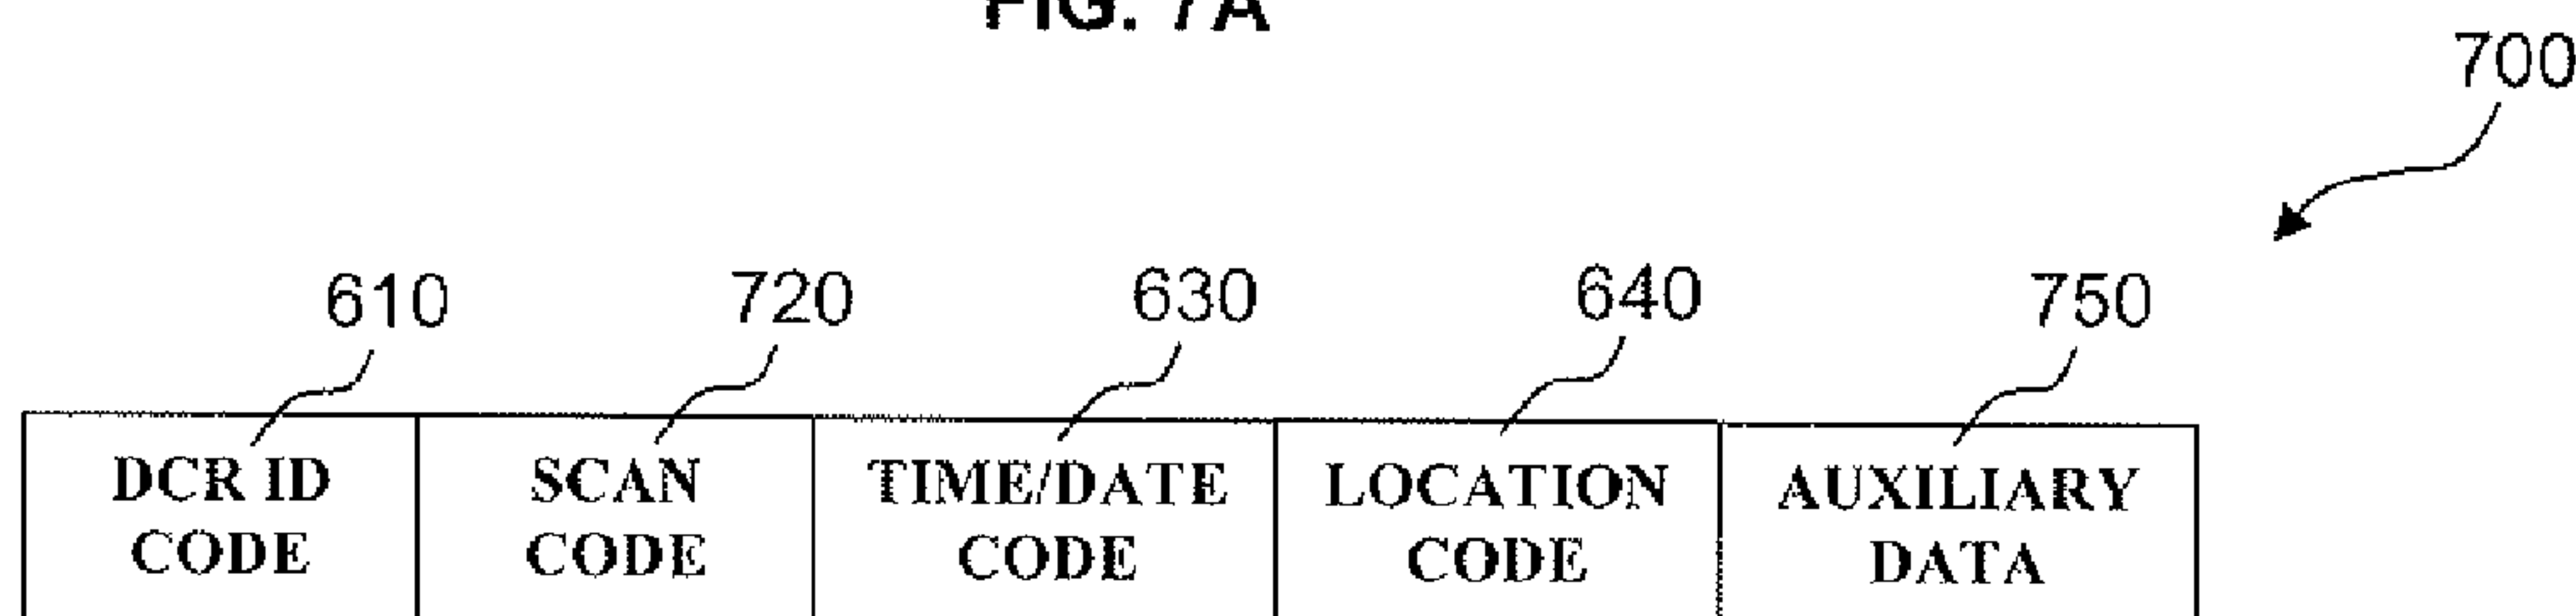 FIG. 7A
700
610 720 630 640 750
DCR ID SCAN TIME/DATE LOCATION AUXILIARY
CODE CODE CODE CODE DATA